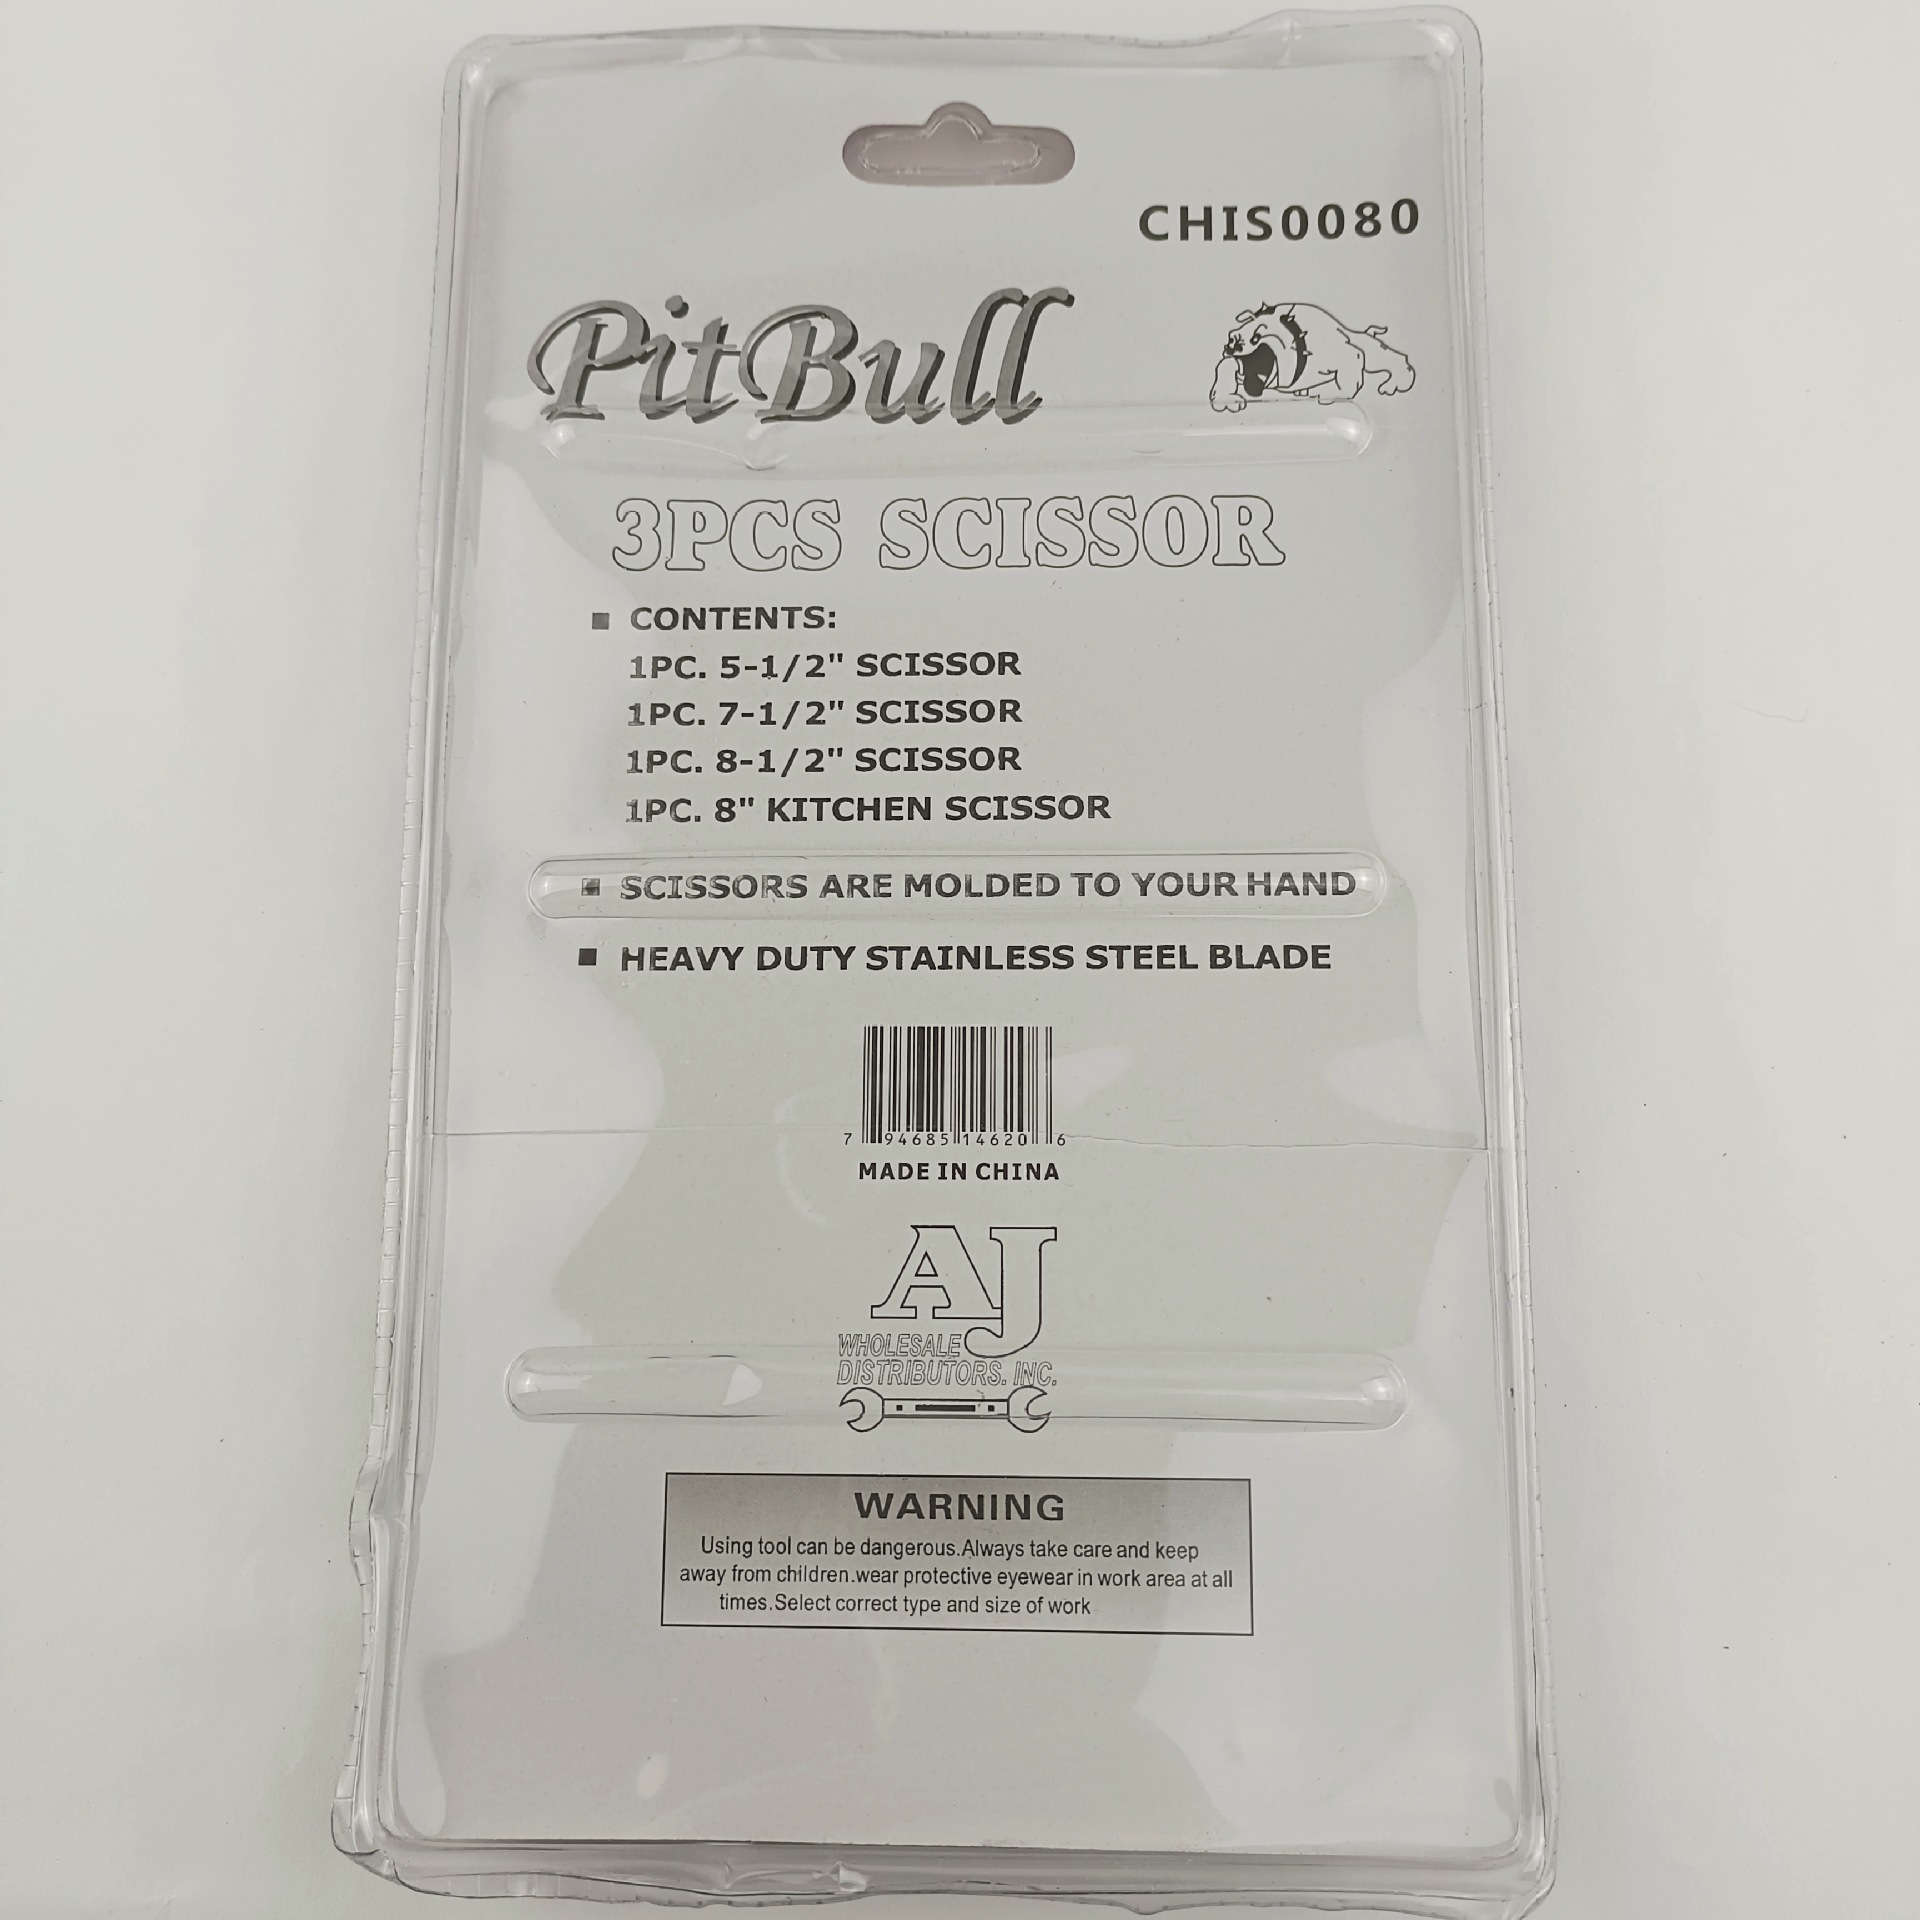 CHIS0080
PitBull
3PCS SCISSOR
▪ CONTENTS:
1PC. 5-1/2" SCISSOR
1PC. 7-1/2" SCISSOR
1PC. 8-1/2" SCISSOR
1PC. 8" KITCHEN SCISSOR
▪ SCISSORS ARE MOLDED TO YOUR HAND
▪ HEAVY DUTY STAINLESS STEEL BLADE
7 94685 14620 6
MADE IN CHINA
AJ
WHOLESALE
DISTRIBUTORS. INC.
WARNING
Using tool can be dangerous.Always take care and keep
away from children.wear protective eyewear in work area at all
times.Select correct type and size of work